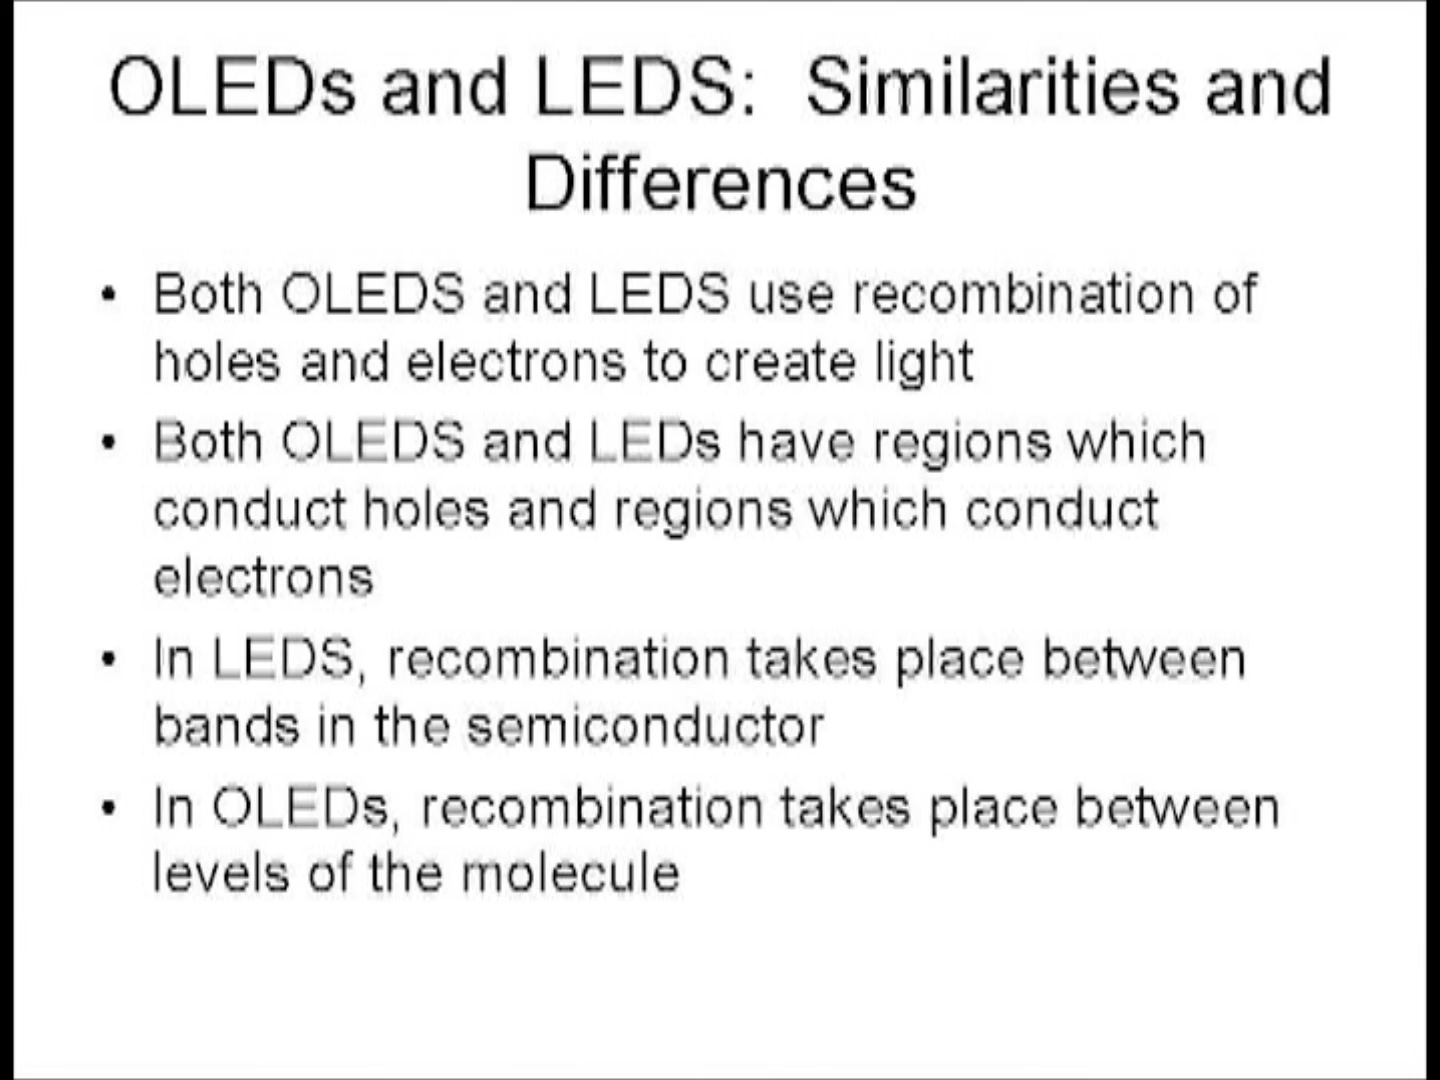 OLEDs and LEDS: Similarities and
Differences
• Both OLEDS and LEDS use recombination of
holes and electrons to create light
• Both OLEDS and LEDs have regions which
conduct holes and regions which conduct
electrons
• In LEDS, recombination takes place between
bands in the semiconductor
• In OLEDs, recombination takes place between
levels of the molecule